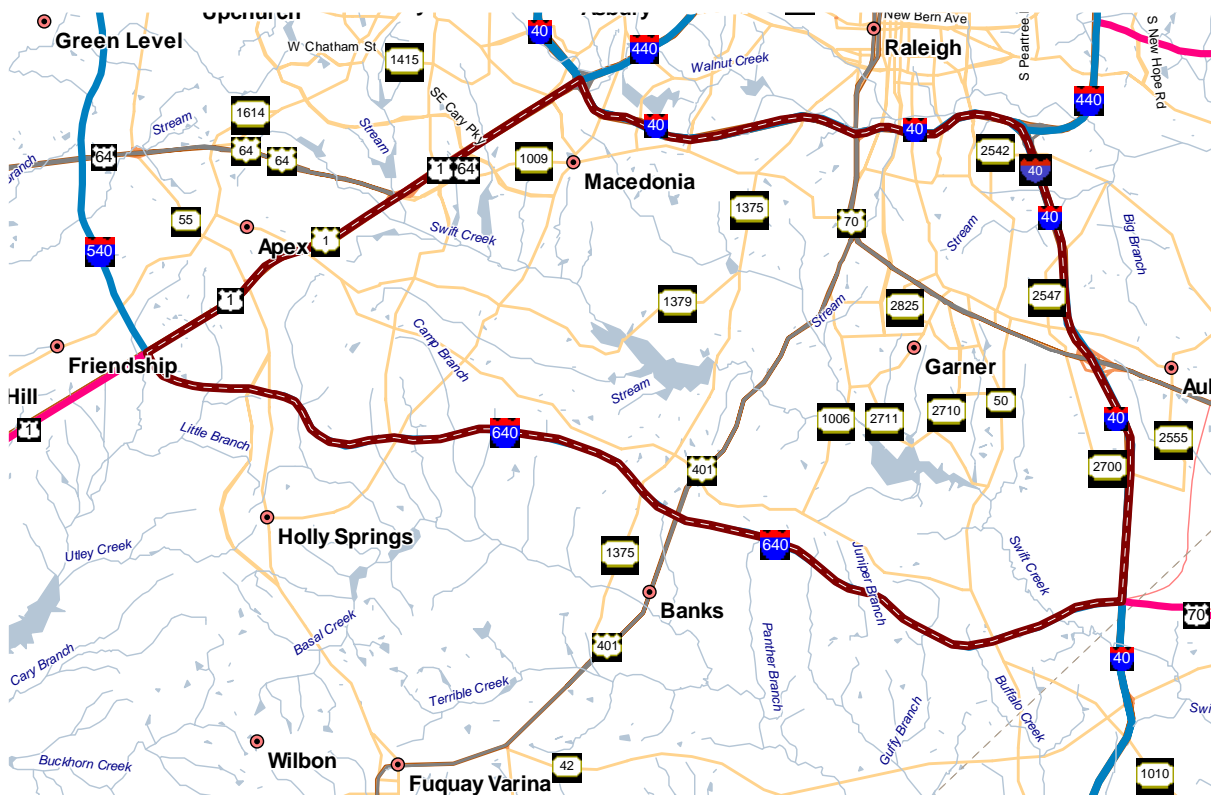 Upchurch
Asbury
New Bern Ave
Green Level
40
440
Raleigh
W Chatham St
1415
Walnut Creek
S Peartree
S New Hope Rd
SE Cary Pky
1614
Stream
Stream
40
40
440
Branch
64
64
64
1
64
1009
Macedonia
2542
40
55
Apex
1
Swift Creek
1375
70
Stream
40
Big Branch
540
1
1379
Stream
2825
2547
Friendship
Camp Branch
Garner
Hill
1
Stream
1006
2711
2710
50
40
Aul
2555
Little Branch
640
401
2700
Holly Springs
Utley Creek
1375
640
Juniper Branch
Swift Creek
Banks
70
Basal Creek
401
Panther Branch
40
Cary Branch
Terrible Creek
Guffy Branch
Buffalo Creek
Swi
Wilbon
Buckhorn Creek
Fuquay Varina
42
1010